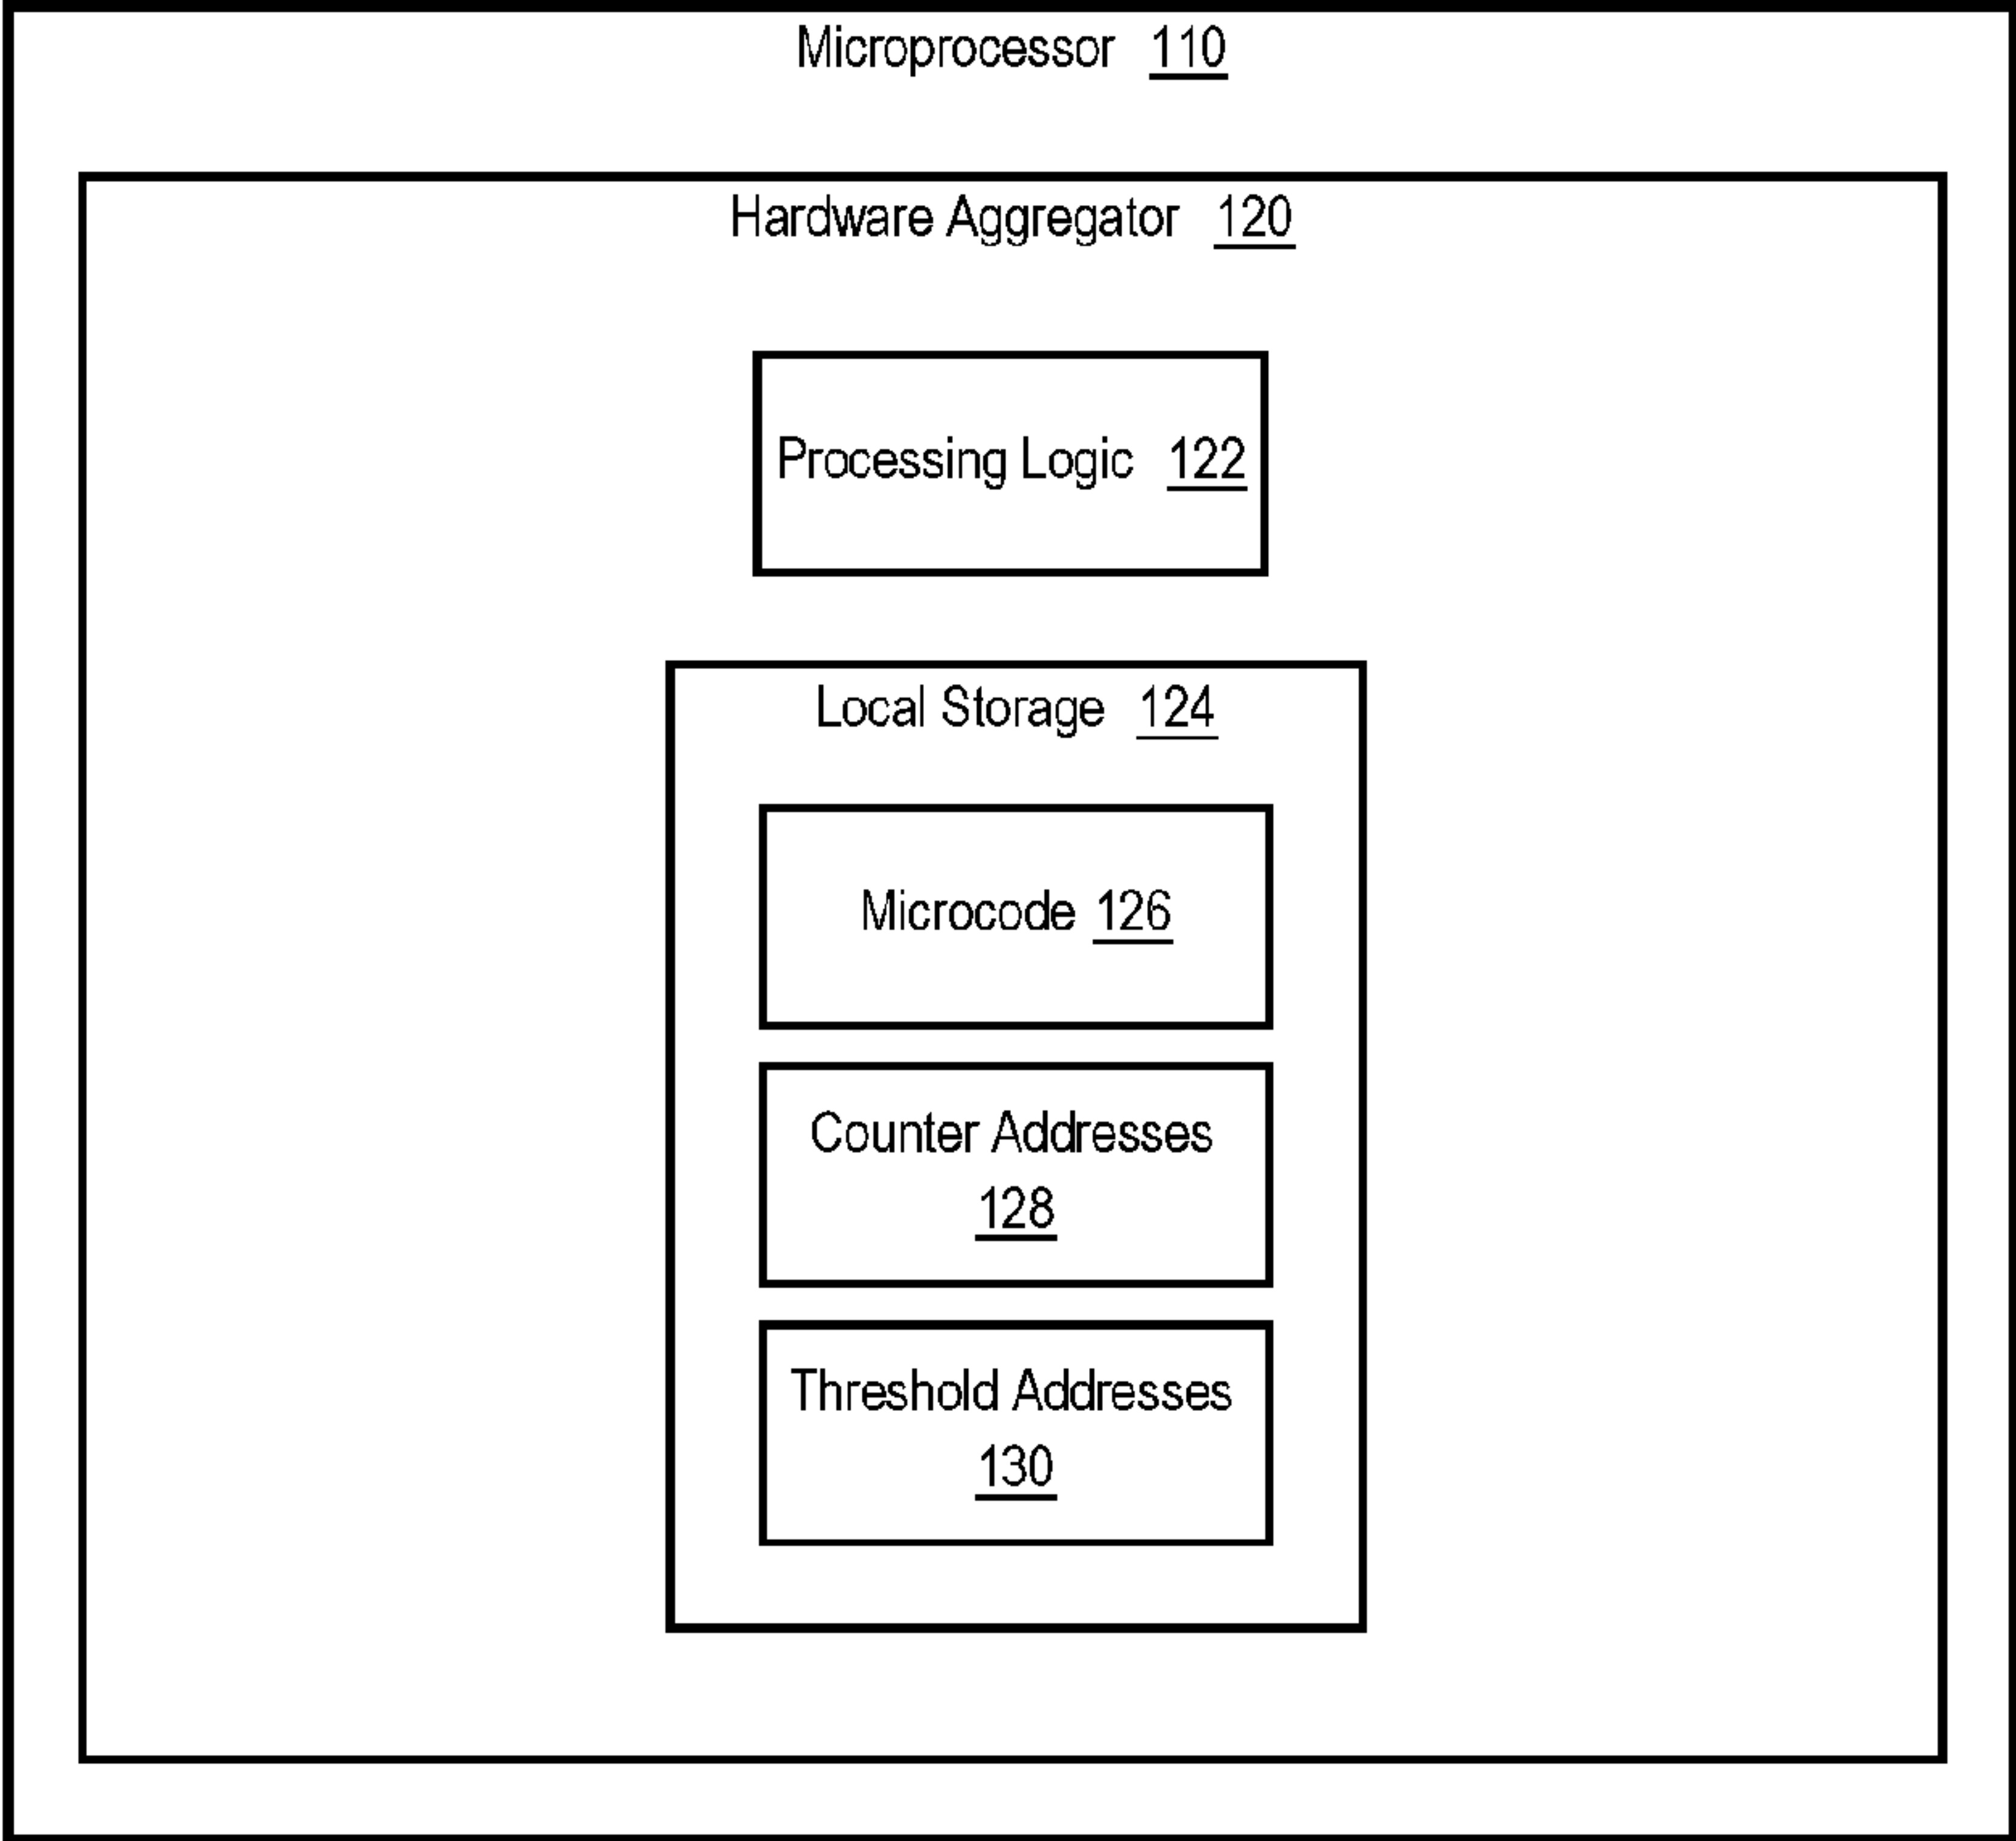 Microprocessor 110
Hardware Aggregator 120
Processing Logic 122
Local Storage 124
Microcode 126
Counter Addresses
128
Threshold Addresses
130